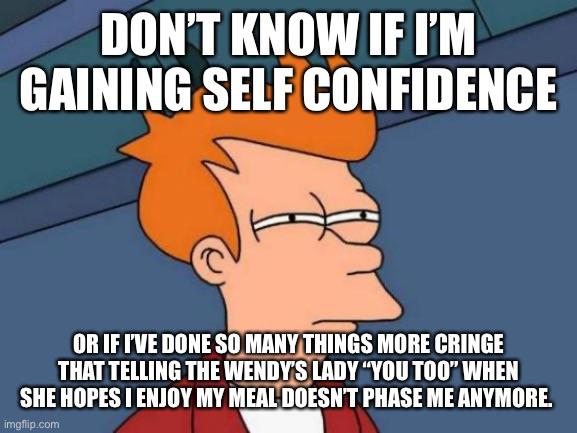 DON’T KNOW IF I’M
GAINING SELF CONFIDENCE
OR IF I’VE DONE SO MANY THINGS MORE CRINGE
THAT TELLING THE WENDY’S LADY “YOU TOO” WHEN
SHE HOPES I ENJOY MY MEAL DOESN’T PHASE ME ANYMORE.
imgflip.com